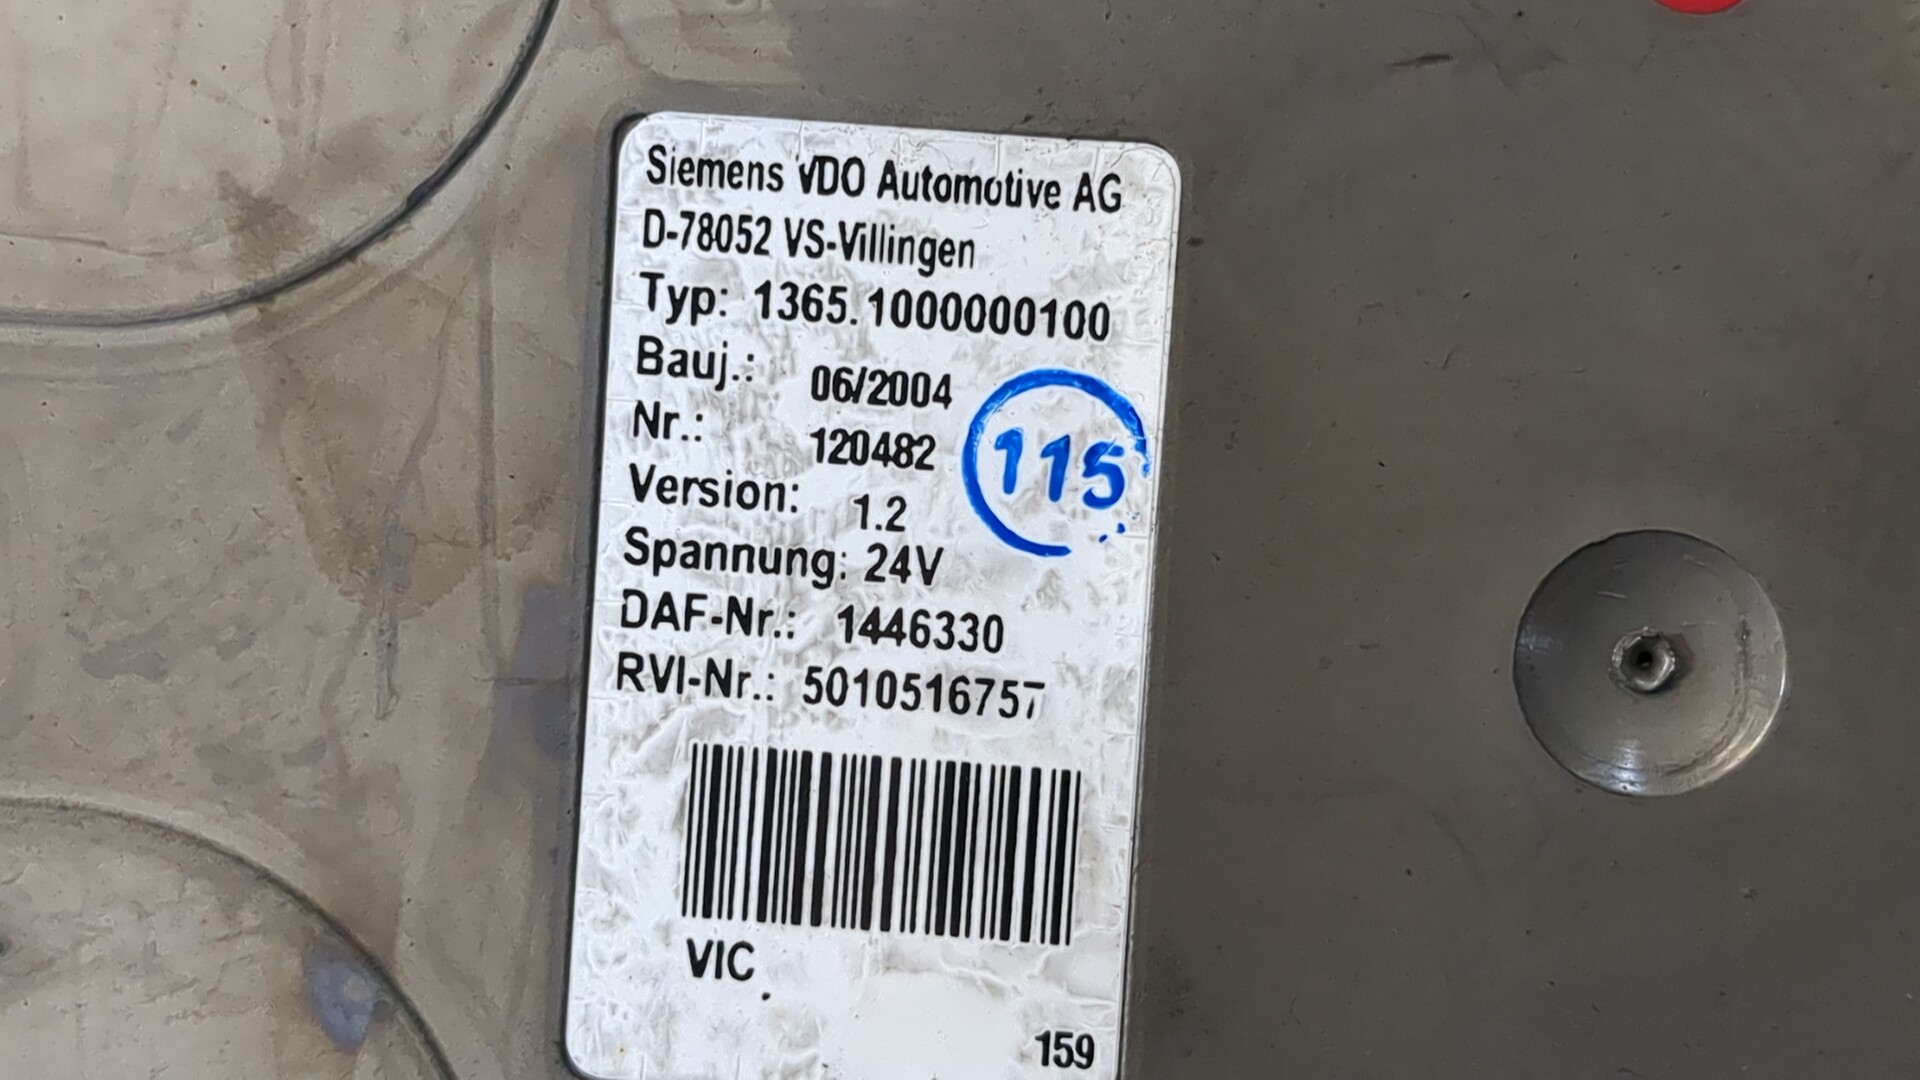 Siemens VDO Automotive AG
D-78052 VS-Villingen
Typ: 1365.1000000100
Bauj.: 06/2004
Nr.: 120482
115
Version: 1.2
Spannung: 24V
DAF-Nr.: 1446330
RVI-Nr.: 5010516757
VIC
159